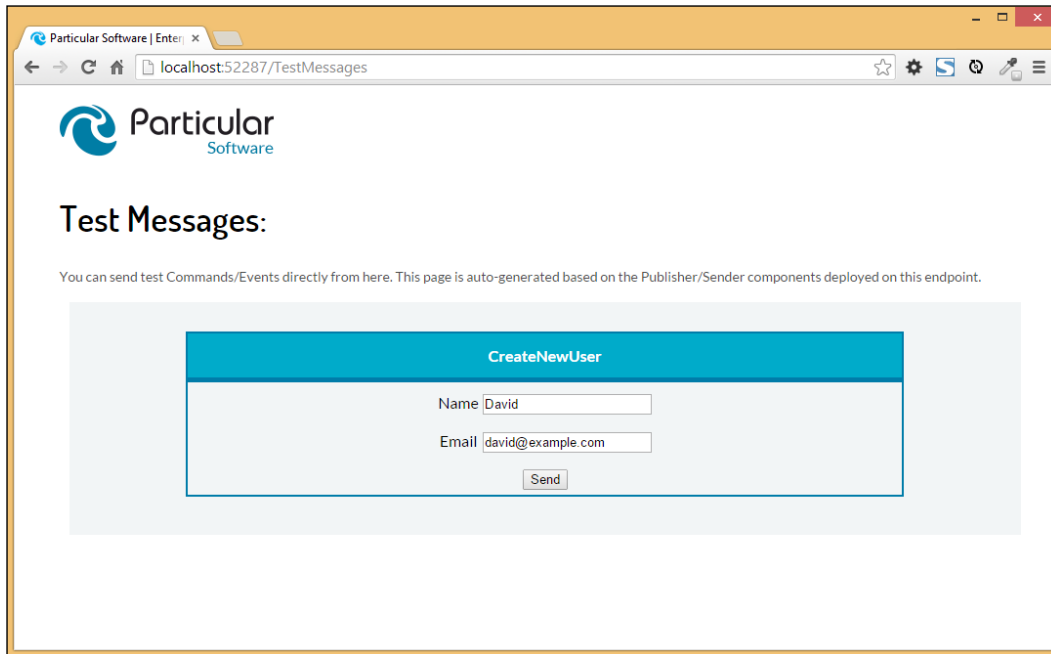 Particular Software | Enter
localhost:52287/TestMessages
Particular
Software
Test Messages:
You can send test Commands/Events directly from here. This page is auto-generated based on the Publisher/Sender components deployed on this endpoint.
CreateNewUser
Name David
Email david@example.com
Send